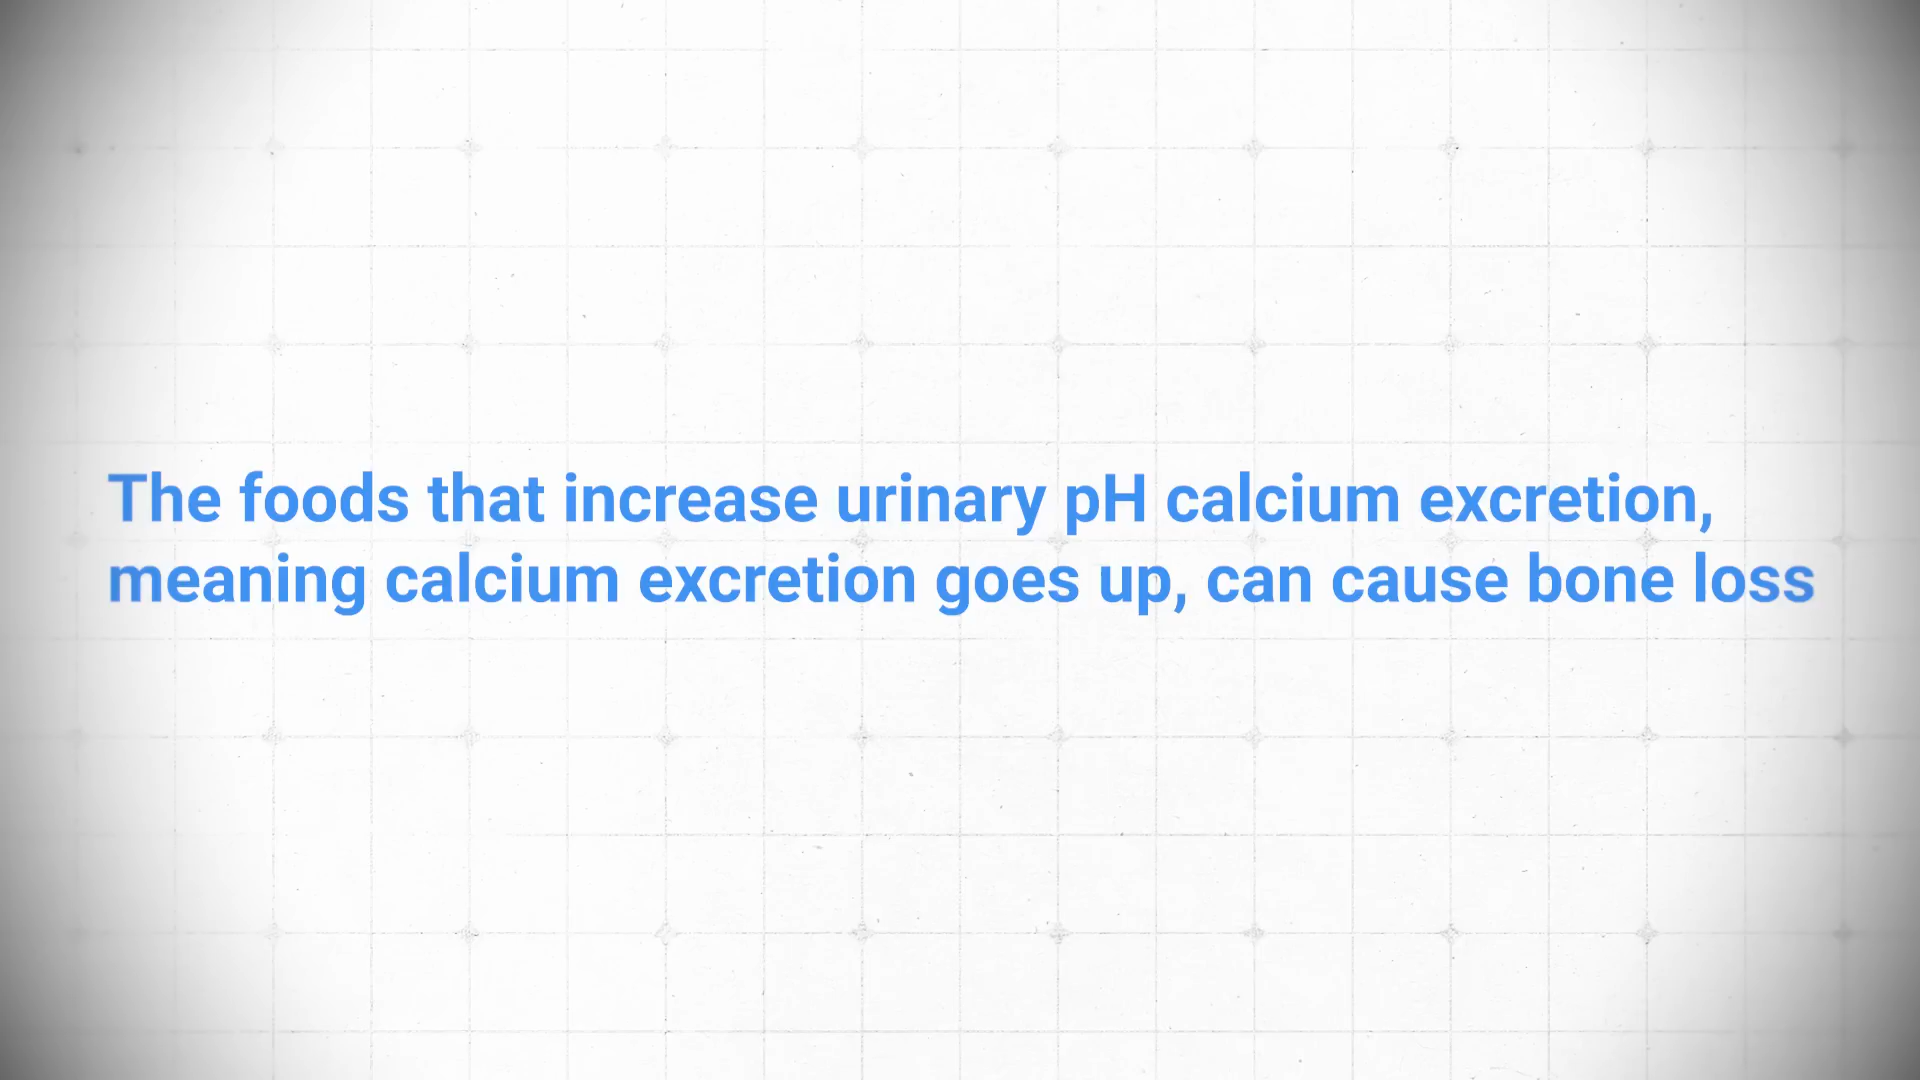 The foods that increase urinary pH calcium excretion,
meaning calcium excretion goes up, can cause bone loss